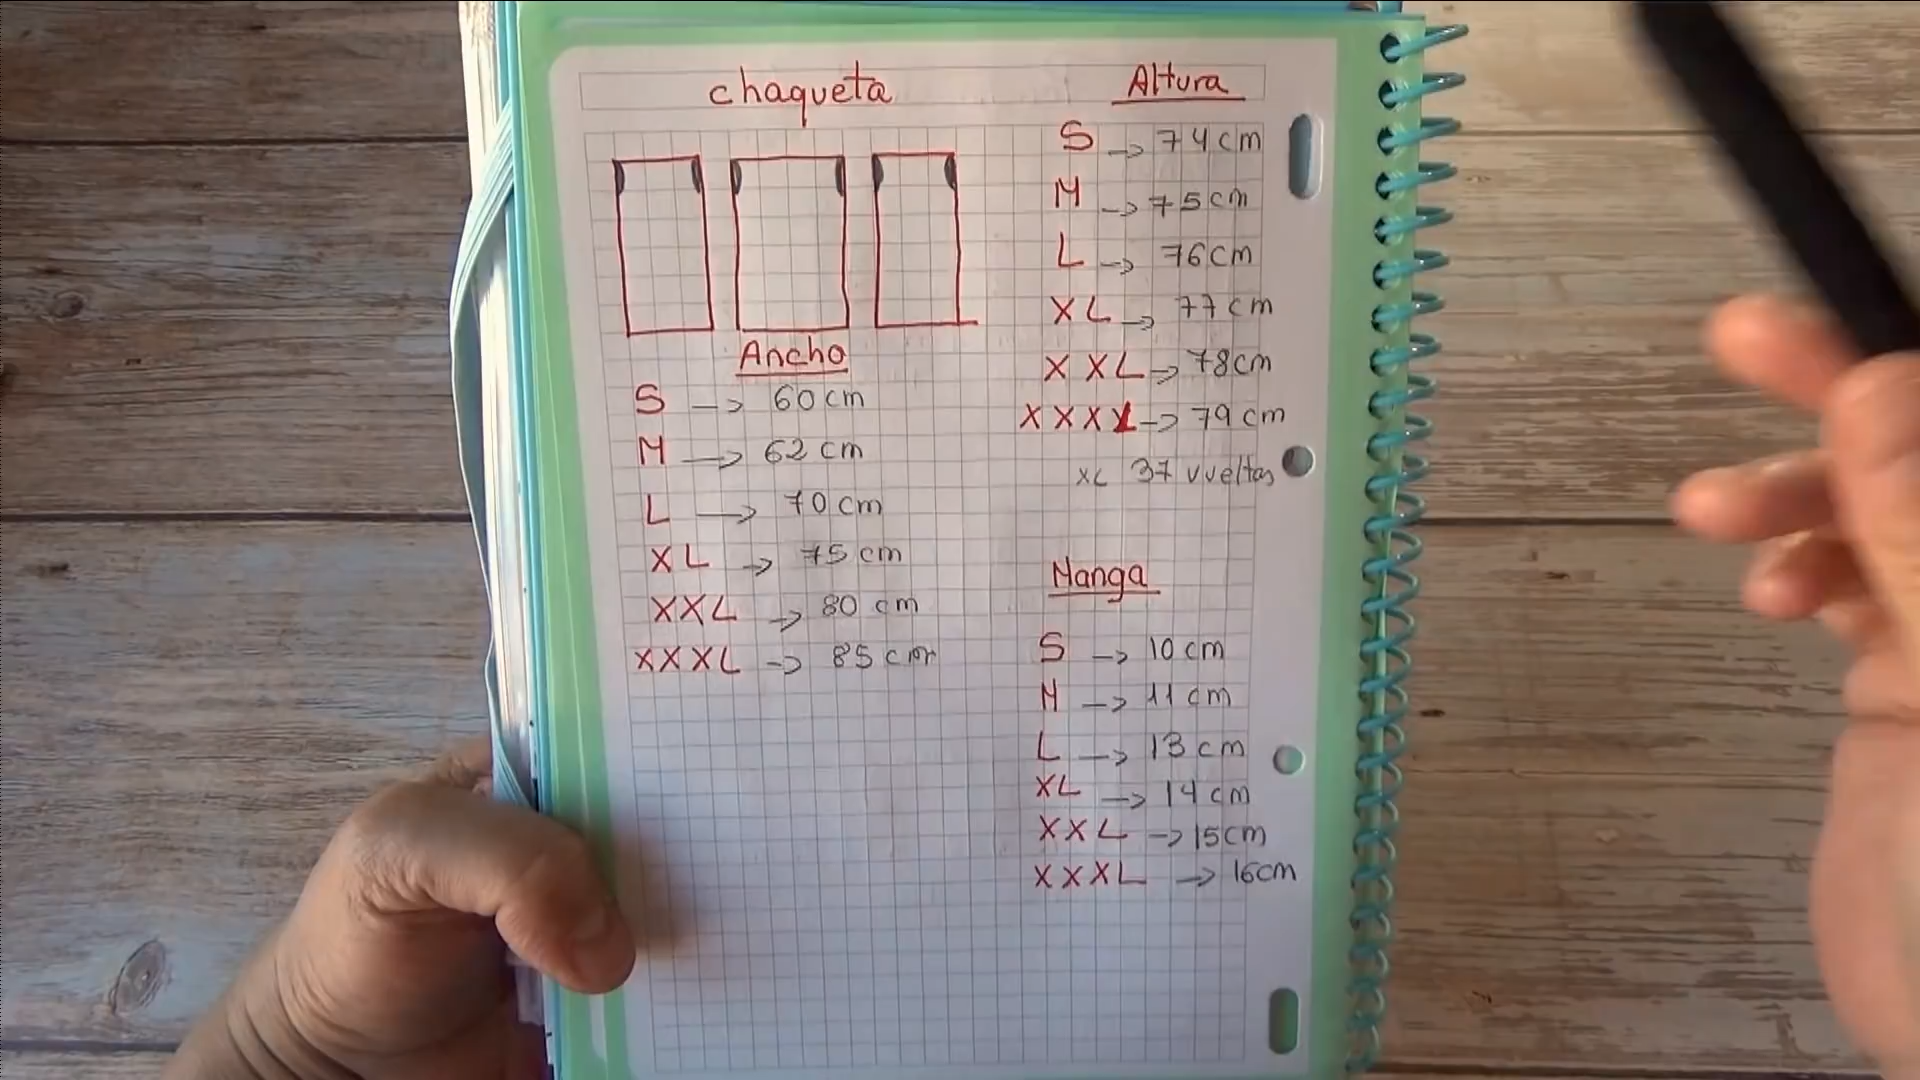 chaqueta
Ancho
S -> 60 cm
M -> 62 cm
L -> 70 cm
XL -> 75 cm
XXL -> 80 cm
XXXL -> 85 cm
Altura
S -> 74 cm
M -> 75 cm
L -> 76 cm
XL -> 77 cm
XXL -> 78 cm
XXXL -> 79 cm
XL 37 vueltas
Manga
S -> 10 cm
M -> 11 cm
L -> 13 cm
XL -> 14 cm
XXL -> 15 cm
XXXL -> 16 cm